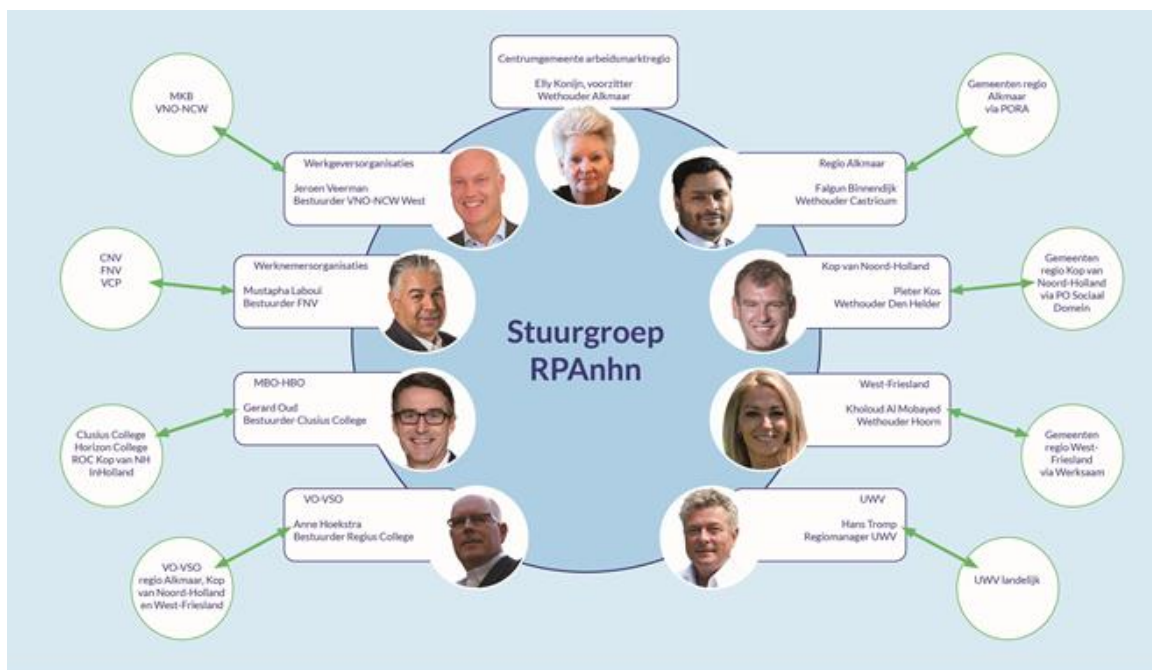 Centrumgemeente arbeidsmarktregio
Elly Konijn, voorzitter
Wethouder Alkmaar
MKB
VNO-NCW
Werkgeversorganisaties
Jeroen Veerman
Bestuurder VNO-NCW West
CNV
FNV
VCP
Werknemersorganisaties
Mustapha Laboui
Bestuurder FNV
Clusius College
Horizon College
ROC Kop van NH
InHolland
MBO-HBO
Gerard Oud
Bestuurder Clusius College
VO-VSO
regio Alkmaar, Kop
van Noord-Holland
en West-Friesland
VO-VSO
Anne Hoekstra
Bestuurder Regius College
Stuurgroep
RPAnhn
Regio Alkmaar
Falgun Binnendijk
Wethouder Castricum
Gemeenten regio
Alkmaar
via PORA
Kop van Noord-Holland
Pieter Kos
Wethouder Den Helder
Gemeenten
regio Kop van
Noord-Holland
via PO Sociaal
Domein
West-Friesland
Kholoud Al Mobayed
Wethouder Hoorn
Gemeenten
regio West-
Friesland
via Werksaam
UWV
Hans Tromp
Regiomanager UWV
UWV landelijk